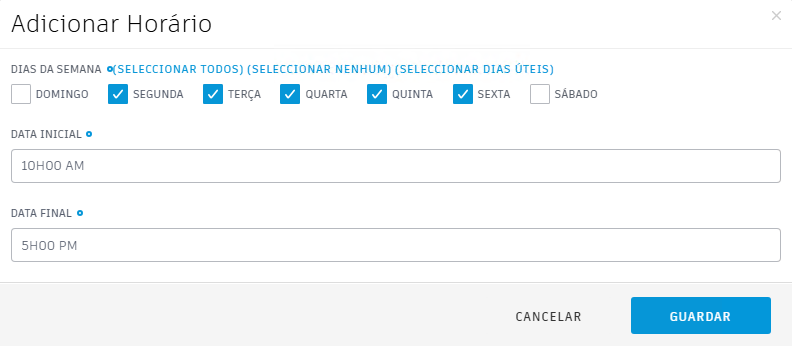 Adicionar Horário
×
DIAS DA SEMANA (SELECCIONAR TODOS) (SELECCIONAR NENHUM) (SELECCIONAR DIAS ÚTEIS)
DOMINGO SEGUNDA TERÇA QUARTA QUINTA SEXTA SÁBADO
DATA INICIAL
10H00 AM
DATA FINAL
5H00 PM
CANCELAR GUARDAR